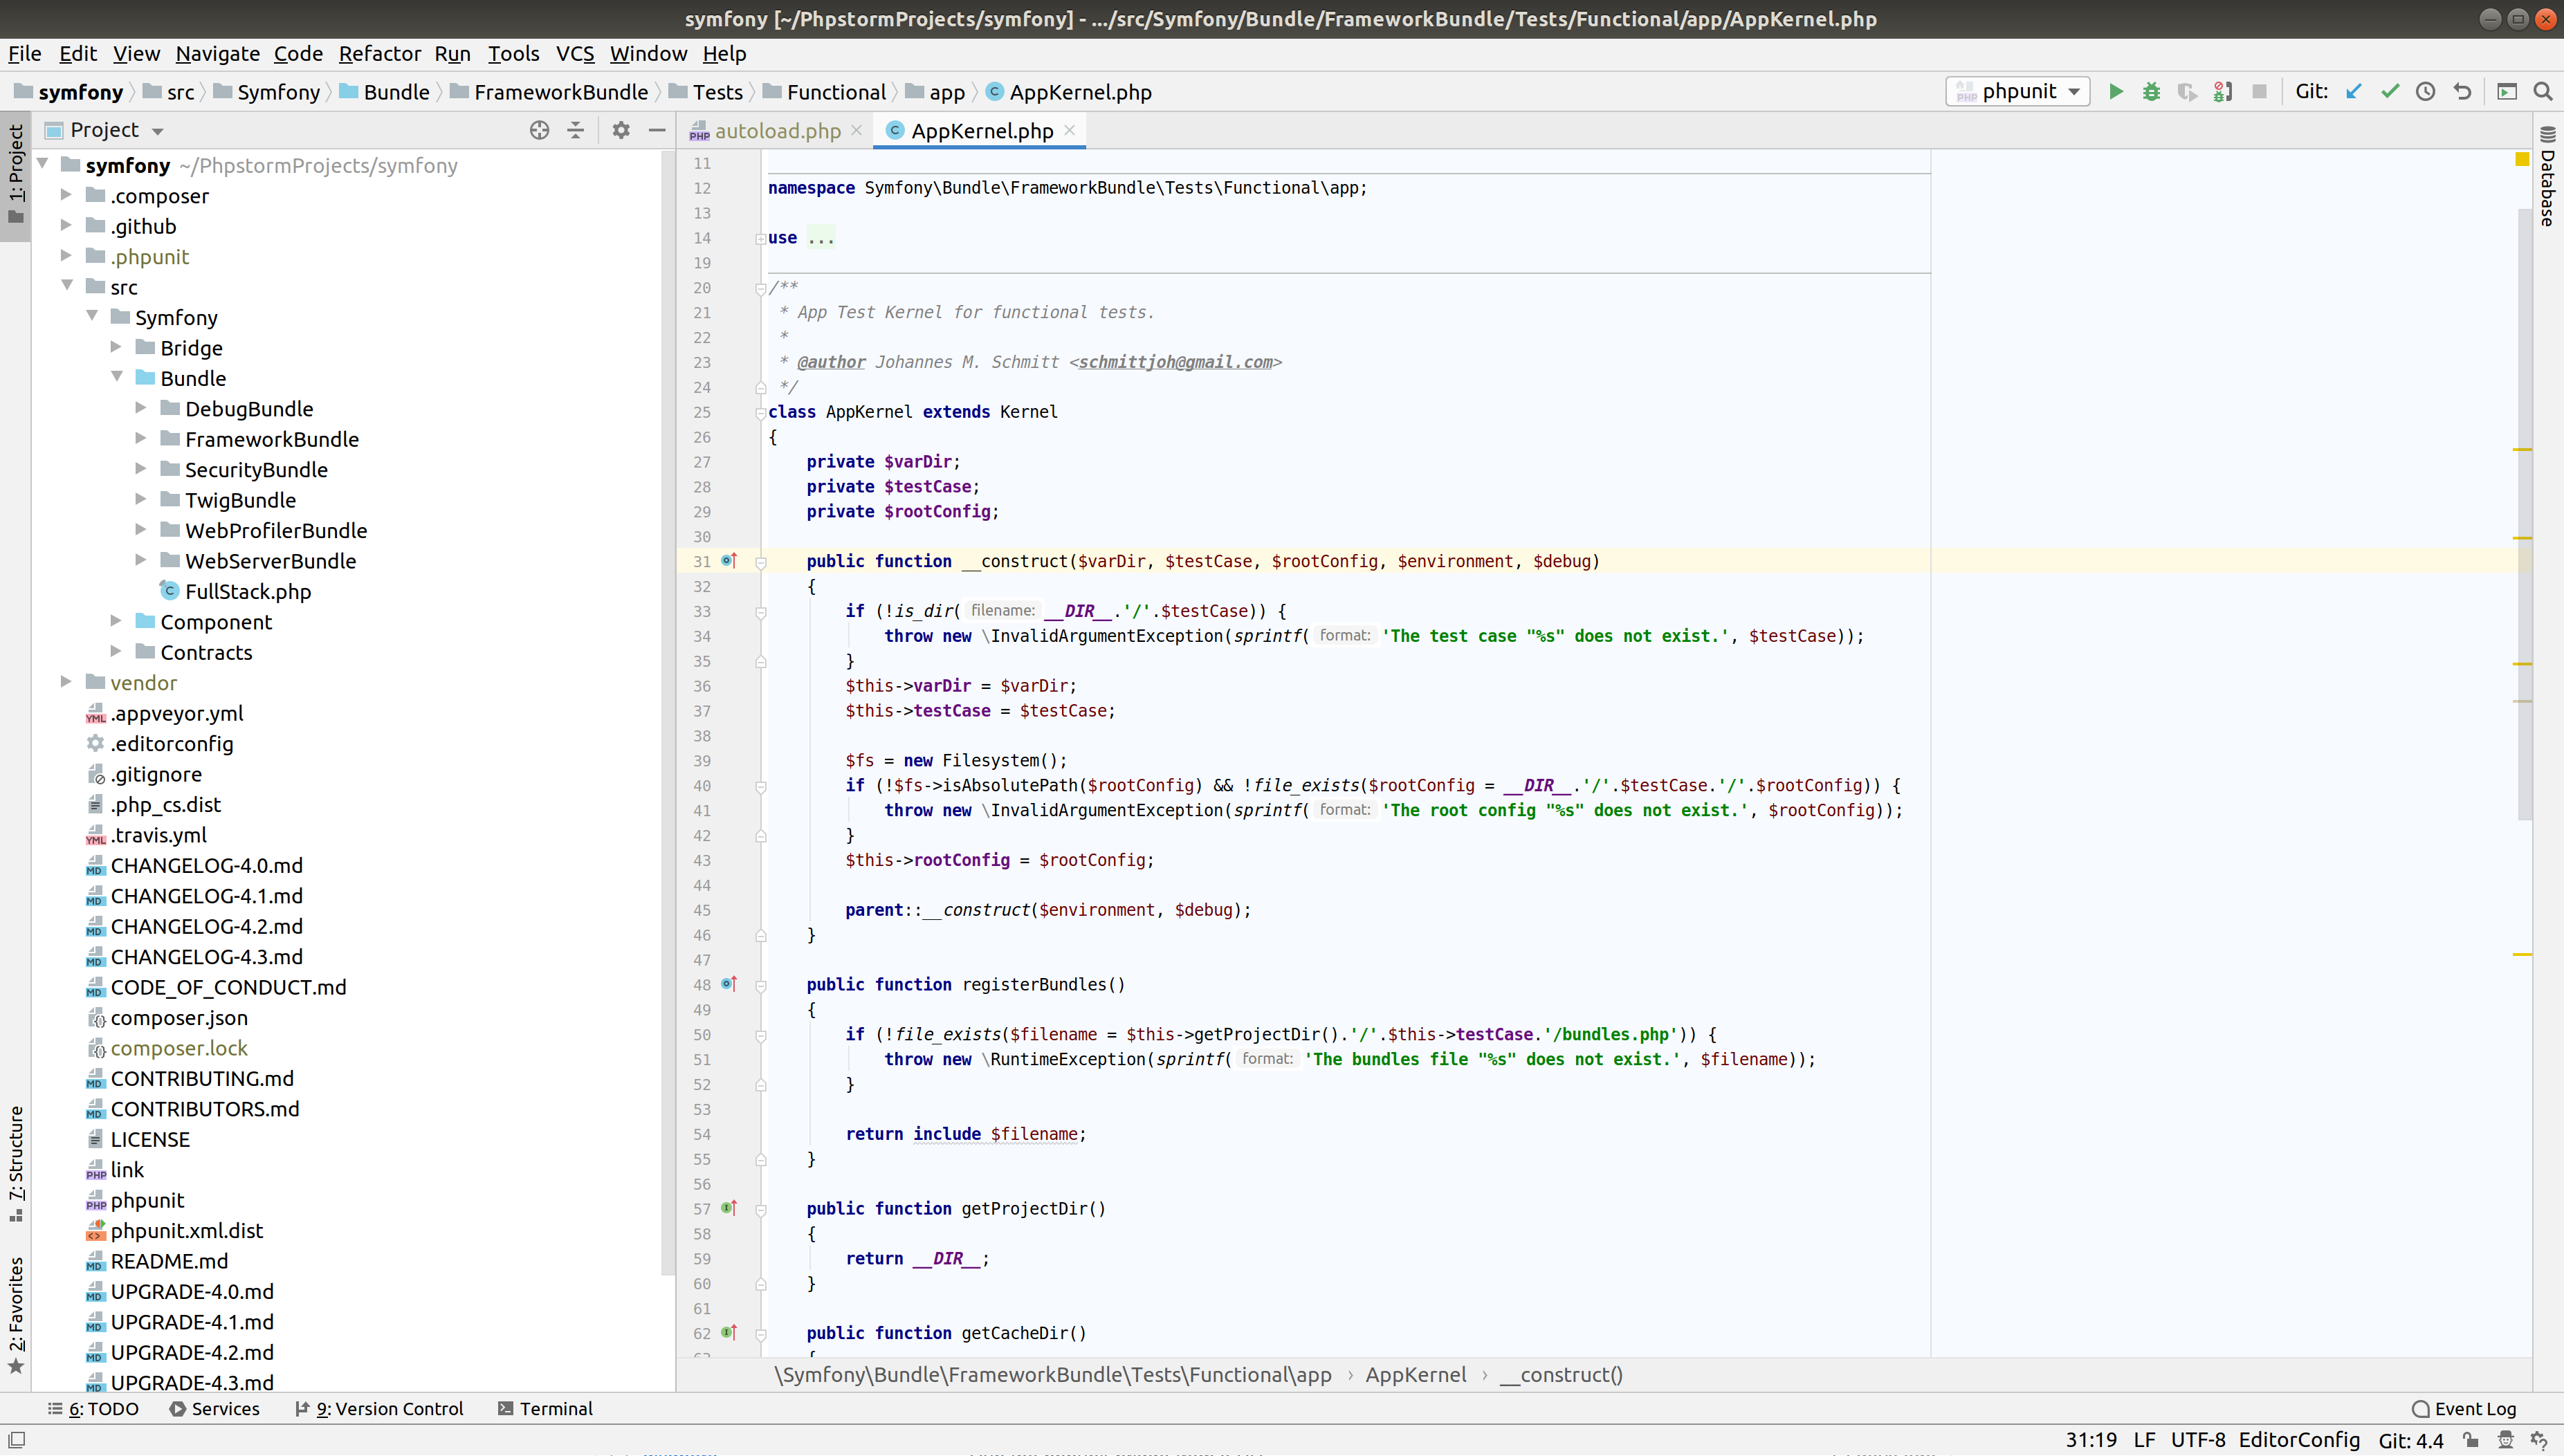 symfony [~/PhpstormProjects/symfony] - .../src/Symfony/Bundle/FrameworkBundle/Tests/Functional/app/AppKernel.php
File Edit View Navigate Code Refactor Run Tools VCS Window Help
symfony src Symfony Bundle FrameworkBundle Tests Functional app AppKernel.php phpunit Git:
1: Project
7: Structure
2: Favorites
Project
symfony ~/PhpstormProjects/symfony
.composer
.github
.phpunit
src
Symfony
Bridge
Bundle
DebugBundle
FrameworkBundle
SecurityBundle
TwigBundle
WebProfilerBundle
WebServerBundle
FullStack.php
Component
Contracts
vendor
.appveyor.yml
.editorconfig
.gitignore
.php_cs.dist
.travis.yml
CHANGELOG-4.0.md
CHANGELOG-4.1.md
CHANGELOG-4.2.md
CHANGELOG-4.3.md
CODE_OF_CONDUCT.md
composer.json
composer.lock
CONTRIBUTING.md
CONTRIBUTORS.md
LICENSE
link
phpunit
phpunit.xml.dist
README.md
UPGRADE-4.0.md
UPGRADE-4.1.md
UPGRADE-4.2.md
UPGRADE-4.3.md
autoload.php AppKernel.php
11
12 namespace Symfony\Bundle\FrameworkBundle\Tests\Functional\app;
13
14 use ...
19
20 /**
21 * App Test Kernel for functional tests.
22 *
23 * @author Johannes M. Schmitt <schmittjoh@gmail.com>
24 */
25 class AppKernel extends Kernel
26 {
27 private $varDir;
28 private $testCase;
29 private $rootConfig;
30
31 public function __construct($varDir, $testCase, $rootConfig, $environment, $debug)
32 {
33 if (!is_dir( filename: __DIR__.'/'.$testCase)) {
34 throw new \InvalidArgumentException(sprintf( format: 'The test case "%s" does not exist.', $testCase));
35 }
36 $this->varDir = $varDir;
37 $this->testCase = $testCase;
38
39 $fs = new Filesystem();
40 if (!$fs->isAbsolutePath($rootConfig) && !file_exists($rootConfig = __DIR__.'/'.$testCase.'/'.$rootConfig)) {
41 throw new \InvalidArgumentException(sprintf( format: 'The root config "%s" does not exist.', $rootConfig));
42 }
43 $this->rootConfig = $rootConfig;
44
45 parent::__construct($environment, $debug);
46 }
47
48 public function registerBundles()
49 {
50 if (!file_exists($filename = $this->getProjectDir().'/'.$this->testCase.'/bundles.php')) {
51 throw new \RuntimeException(sprintf( format: 'The bundles file "%s" does not exist.', $filename));
52 }
53
54 return include $filename;
55 }
56
57 public function getProjectDir()
58 {
59 return __DIR__;
60 }
61
62 public function getCacheDir()
\Symfony\Bundle\FrameworkBundle\Tests\Functional\app › AppKernel › __construct()
Database
6: TODO Services 9: Version Control Terminal Event Log
31:19 LF UTF-8 EditorConfig Git: 4.4